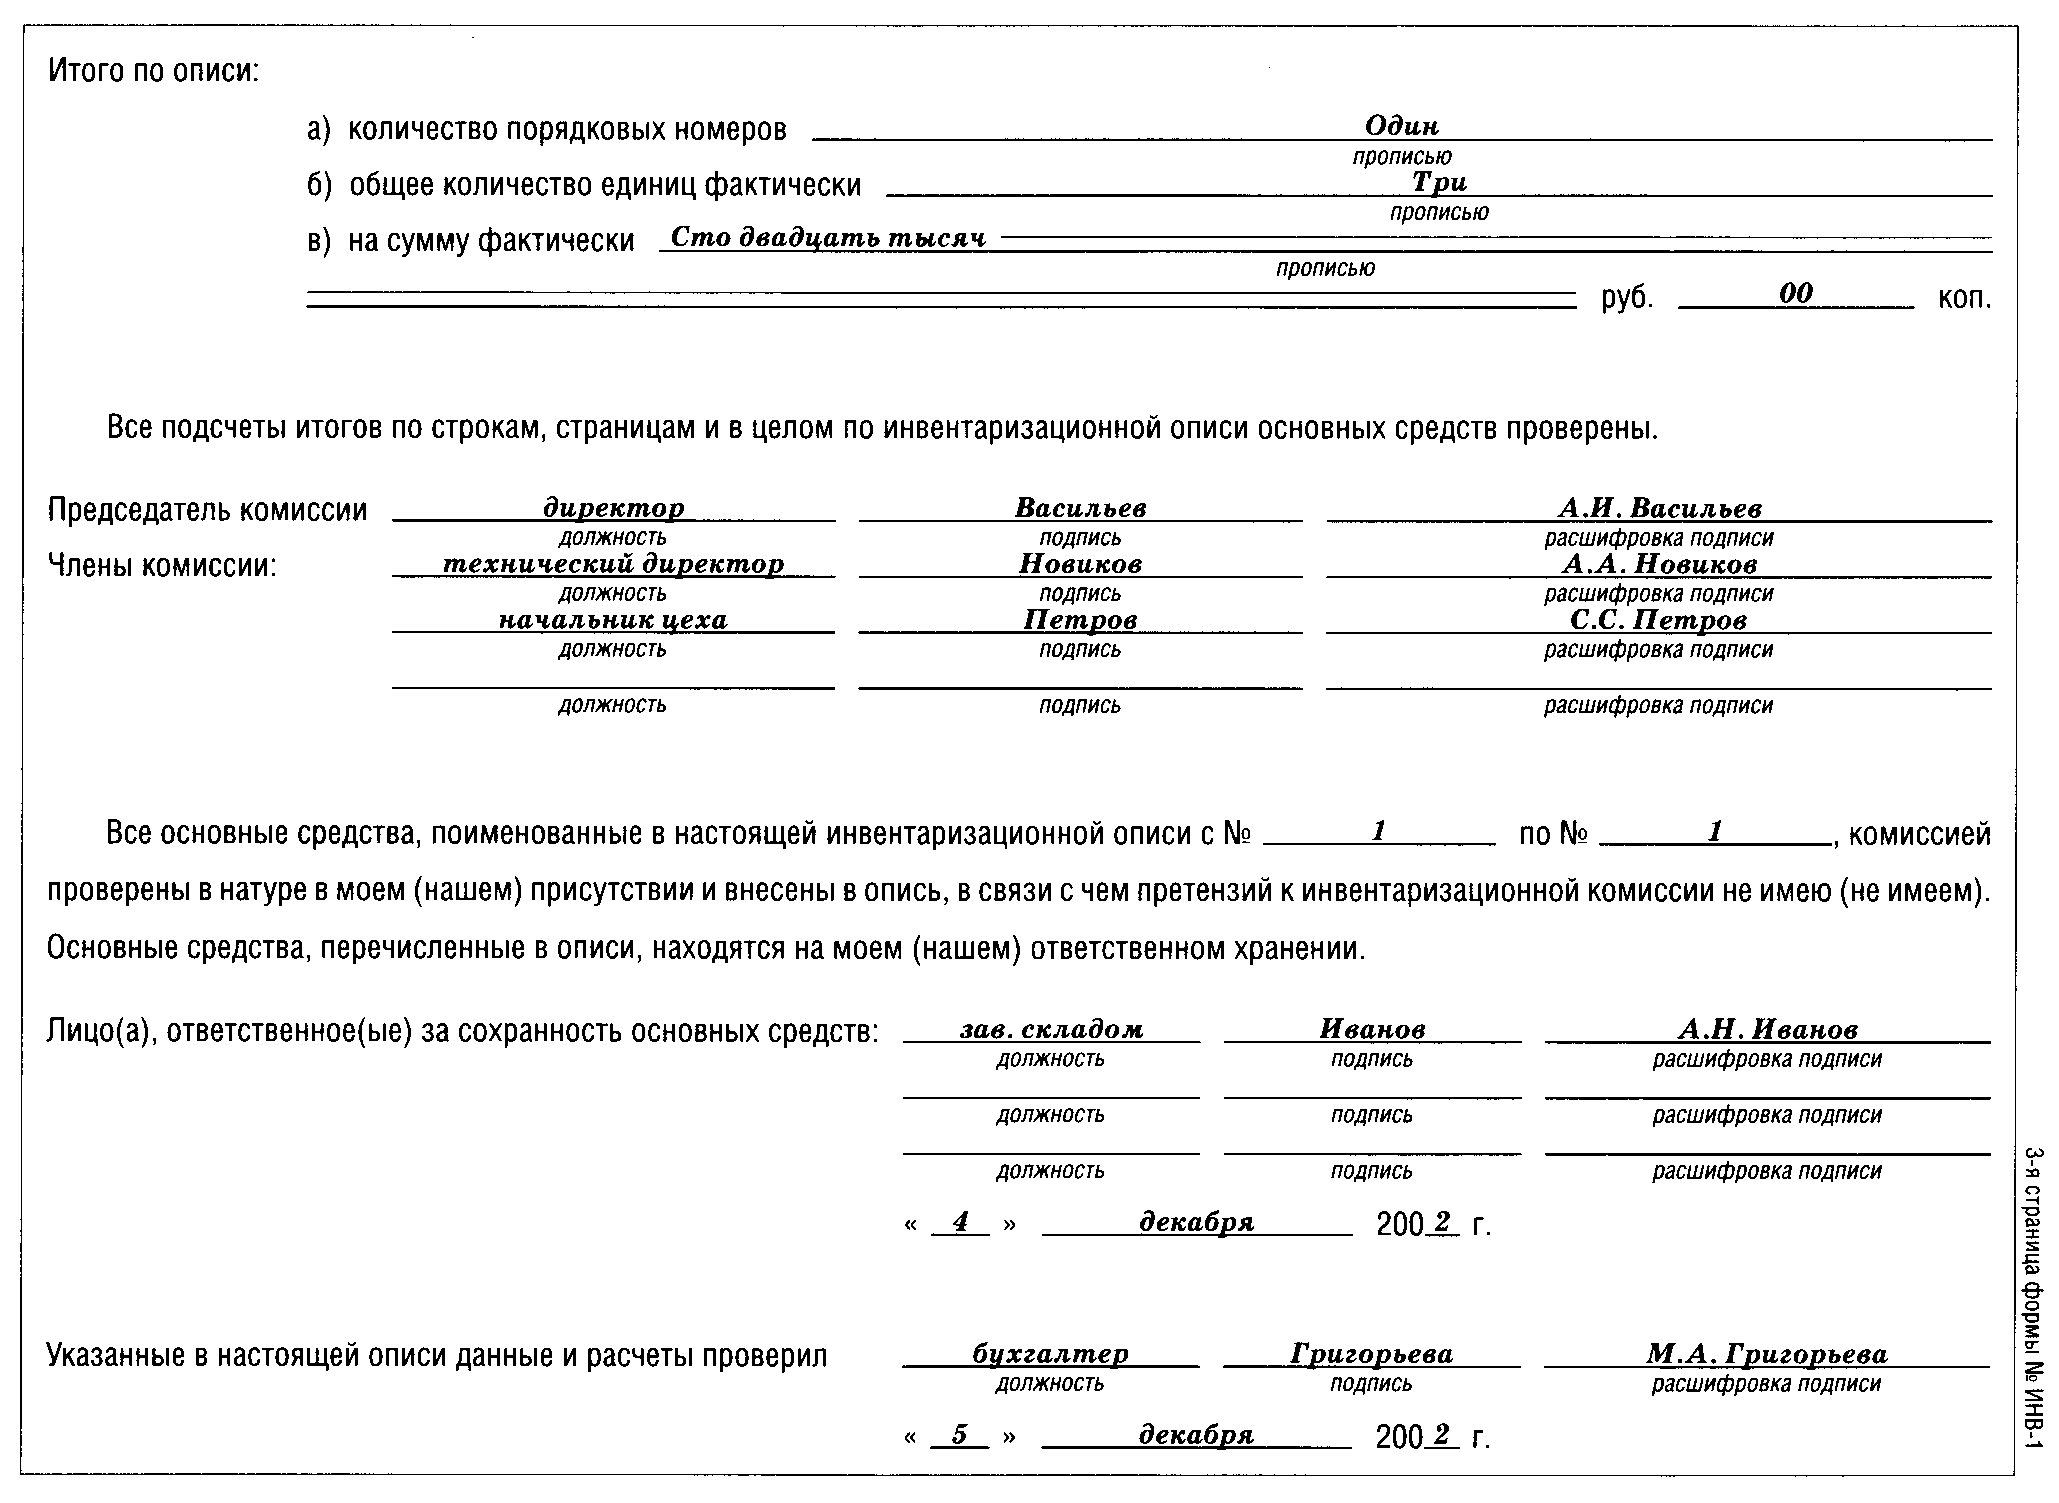 Итого по описи:
а) количество порядковых номеров Один
прописью
б) общее количество единиц фактически Три
прописью
в) на сумму фактически Сто двадцать тысяч
прописью
руб. 00 коп.
Все подсчеты итогов по строкам, страницам и в целом по инвентаризационной описи основных средств проверены.
Председатель комиссии директор Васильев А.И. Васильев
должность подпись расшифровка подписи
Члены комиссии: технический директор Новиков А.А. Новиков
должность подпись расшифровка подписи
начальник цеха Петров С.С. Петров
должность подпись расшифровка подписи
должность подпись расшифровка подписи
Все основные средства, поименованные в настоящей инвентаризационной описи с № 1 по № 1, комиссией
проверены в натуре в моем (нашем) присутствии и внесены в опись, в связи с чем претензий к инвентаризационной комиссии не имею (не имеем).
Основные средства, перечисленные в описи, находятся на моем (нашем) ответственном хранении.
Лицо(а), ответственное(ые) за сохранность основных средств: зав. складом Иванов А.Н. Иванов
должность подпись расшифровка подписи
должность подпись расшифровка подписи
должность подпись расшифровка подписи
« 4 » декабря 2002 г.
Указанные в настоящей описи данные и расчеты проверил бухгалтер Григорьева М.А. Григорьева
должность подпись расшифровка подписи
« 5 » декабря 2002 г.
3-я страница формы № ИНВ-1